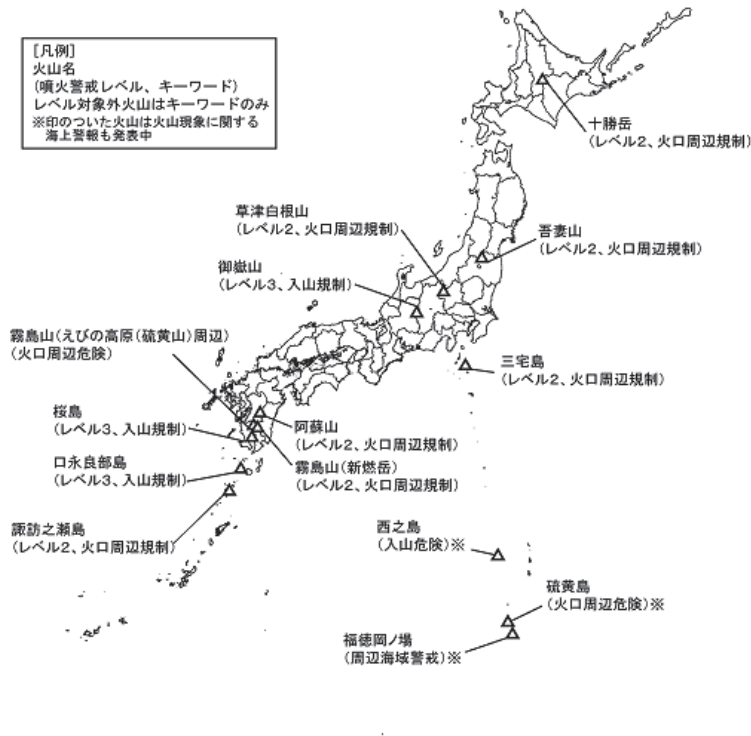 [凡例]
火山名
(噴火警戒レベル、キーワード)
レベル対象外火山はキーワードのみ
※印のついた火山は火山現象に関する
海上警報も発表中
十勝岳
(レベル2、火口周辺規制)
草津白根山
(レベル2、火口周辺規制)
吾妻山
(レベル2、火口周辺規制)
御嶽山
(レベル3、入山規制)
霧島山(えびの高原(硫黄山)周辺)
(火口周辺危険)
三宅島
(レベル2、火口周辺規制)
桜島
(レベル3、入山規制)
阿蘇山
(レベル2、火口周辺規制)
口永良部島
(レベル3、入山規制)
霧島山(新燃岳)
(レベル2、火口周辺規制)
諏訪之瀬島
(レベル2、火口周辺規制)
西之島
(入山危険)※
硫黄島
(火口周辺危険)※
福徳岡ノ場
(周辺海域警戒)※